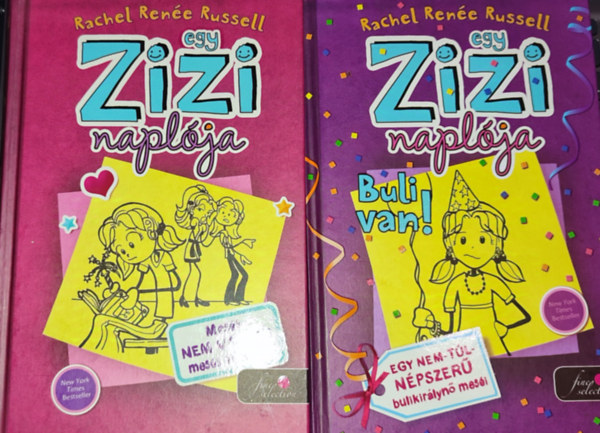 Rachel Renée Russell
egy
Zizi
naplója
NEM
New York
Times
Bestseller
Rachel Renée Russell
egy
Zizi
naplója
Buli
van!
New York
Times
Bestseller
EGY NEM-TÚL-
NÉPSZERŰ
bulikirálynő meséi